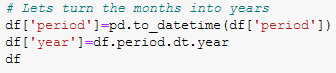 # Lets turn the months into years
df['period']=pd.to_datetime(df['period'])
df['year']=df.period.dt.year
df